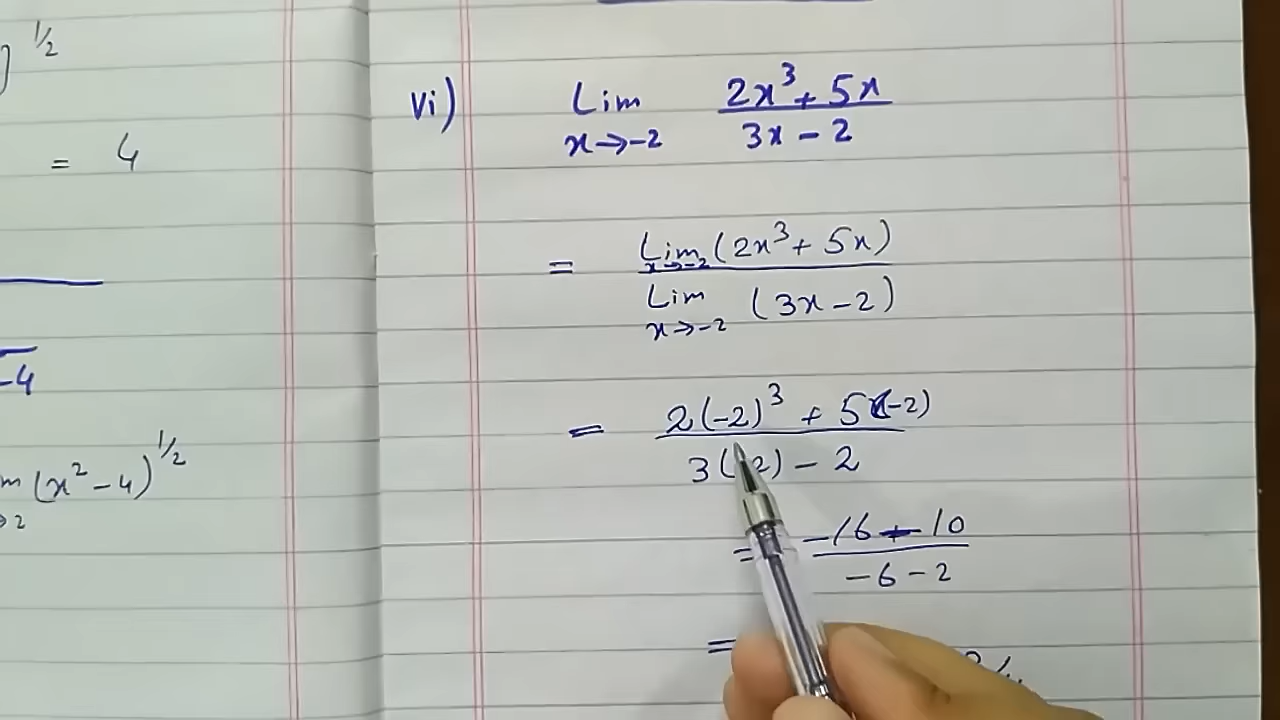 ) ^1/2
= 4
-4
m (x² - 4)^1/2
→ 2
vi) Lim 2x³ + 5x
x → -2 3x - 2
= Lim (2x³ + 5x)
x → -2
Lim (3x - 2)
x → -2
= 2(-2)³ + 5(-2)
3(-2) - 2
= -16 - 10
-6 - 2
=